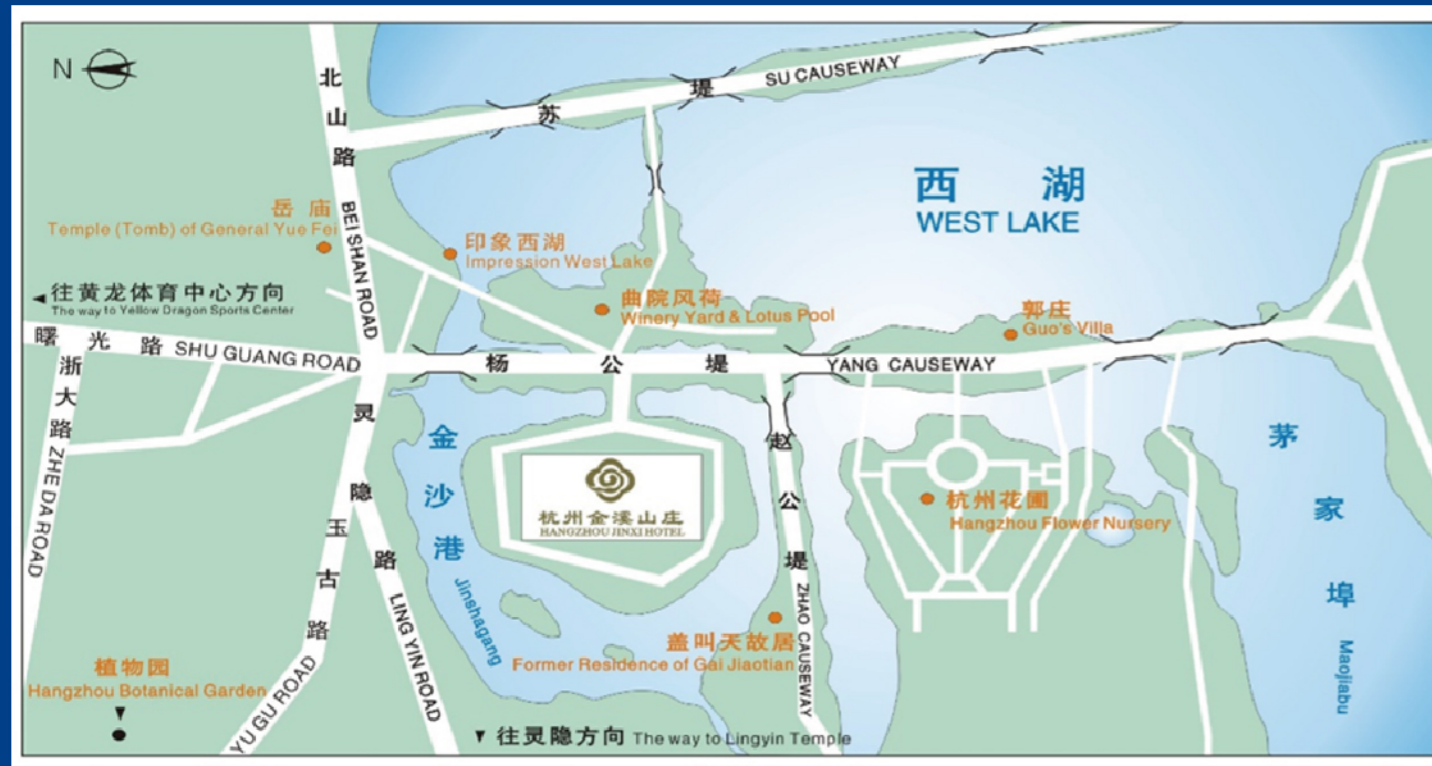 N
北山路
BEI SHAN ROAD
苏堤
SU CAUSEWAY
西湖
WEST LAKE
岳庙
Temple (Tomb) of General Yue Fei
印象西湖
Impression West Lake
往黄龙体育中心方向
The way to Yellow Dragon Sports Center
曲院风荷
Winery Yard & Lotus Pool
郭庄
Guo's Villa
曙光路
SHU GUANG ROAD
杨公堤
YANG CAUSEWAY
浙大路
ZHE DA ROAD
灵隐路
LING YIN ROAD
玉古路
YU GU ROAD
金沙港
Jinshagang
杭州金溪山庄
HANGZHOU JINXI HOTEL
赵公堤
ZHAO CAUSEWAY
杭州花圃
Hangzhou Flower Nursery
茅家埠
Maojiabu
盖叫天故居
Former Residence of Gai Jiaotian
植物园
Hangzhou Botanical Garden
往灵隐方向 The way to Lingyin Temple